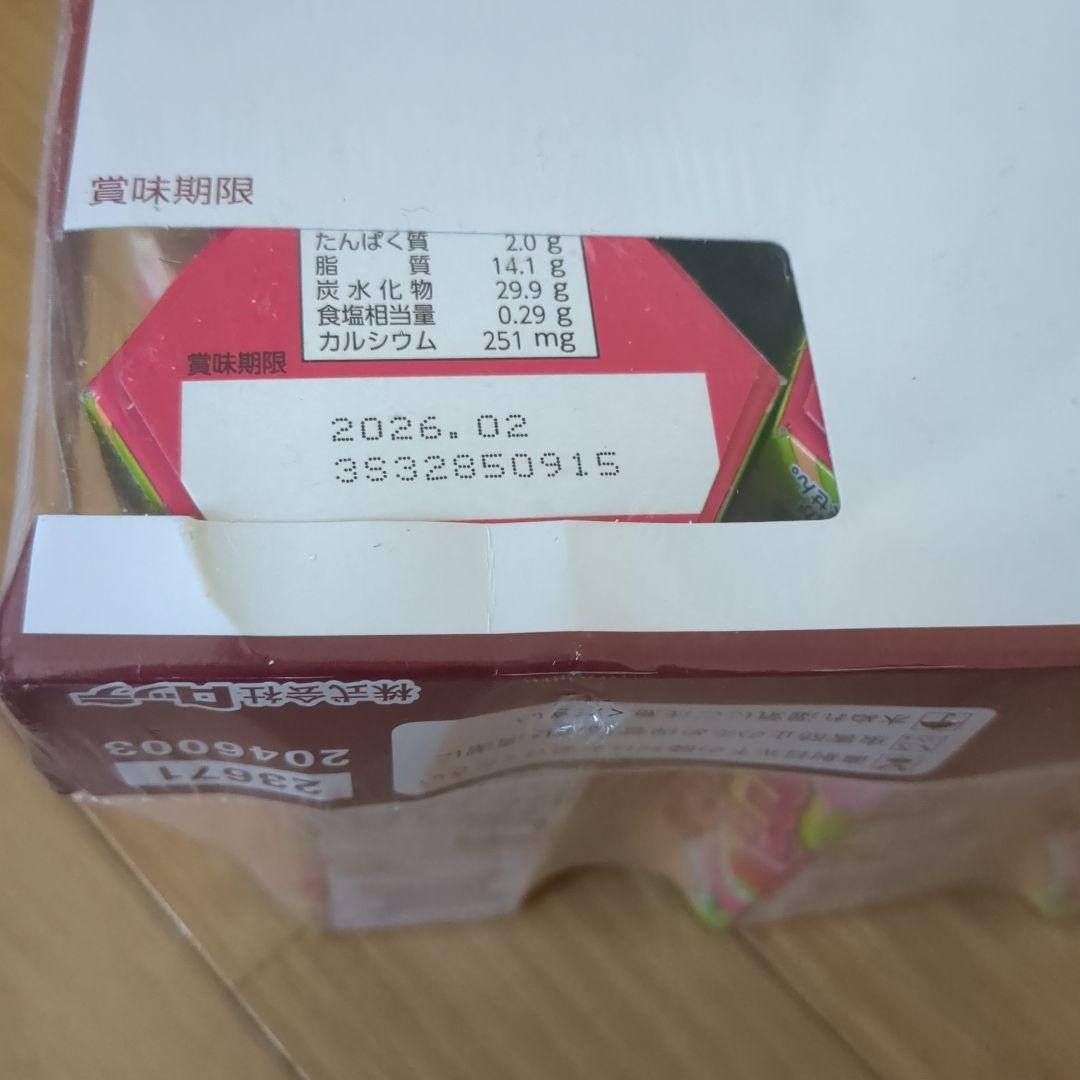 賞味期限
たんぱく質 2.0 g
脂 質 14.1 g
炭水化物 29.9 g
食塩相当量 0.29 g
カルシウム 251 mg
賞味期限
2026.02
3S32850915
せん。
株式会社ロッテ
2046003
23671